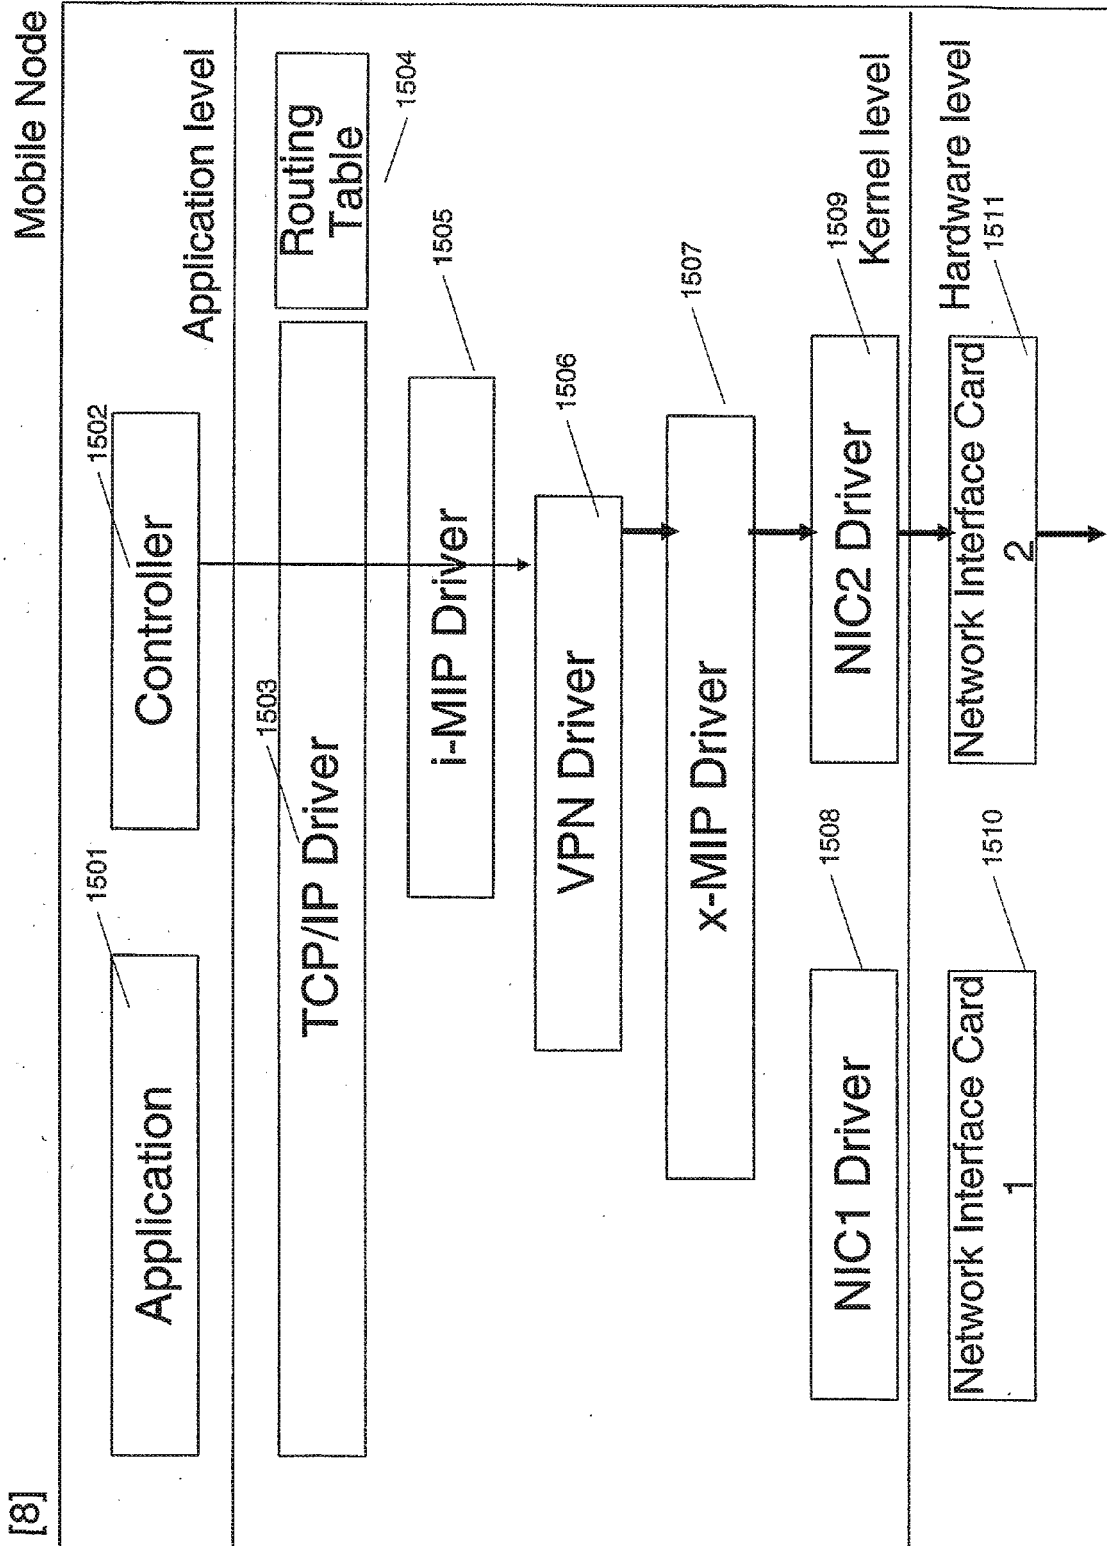 [8]
Mobile Node
Application
1501
Controller
1502
Application level
TCP/IP Driver
1503
Routing
Table
1504
i-MIP Driver
1505
VPN Driver
1506
x-MIP Driver
1507
NIC1 Driver
1508
NIC2 Driver
1509
Kernel level
Network Interface Card
1
1510
Network Interface Card
2
1511
Hardware level